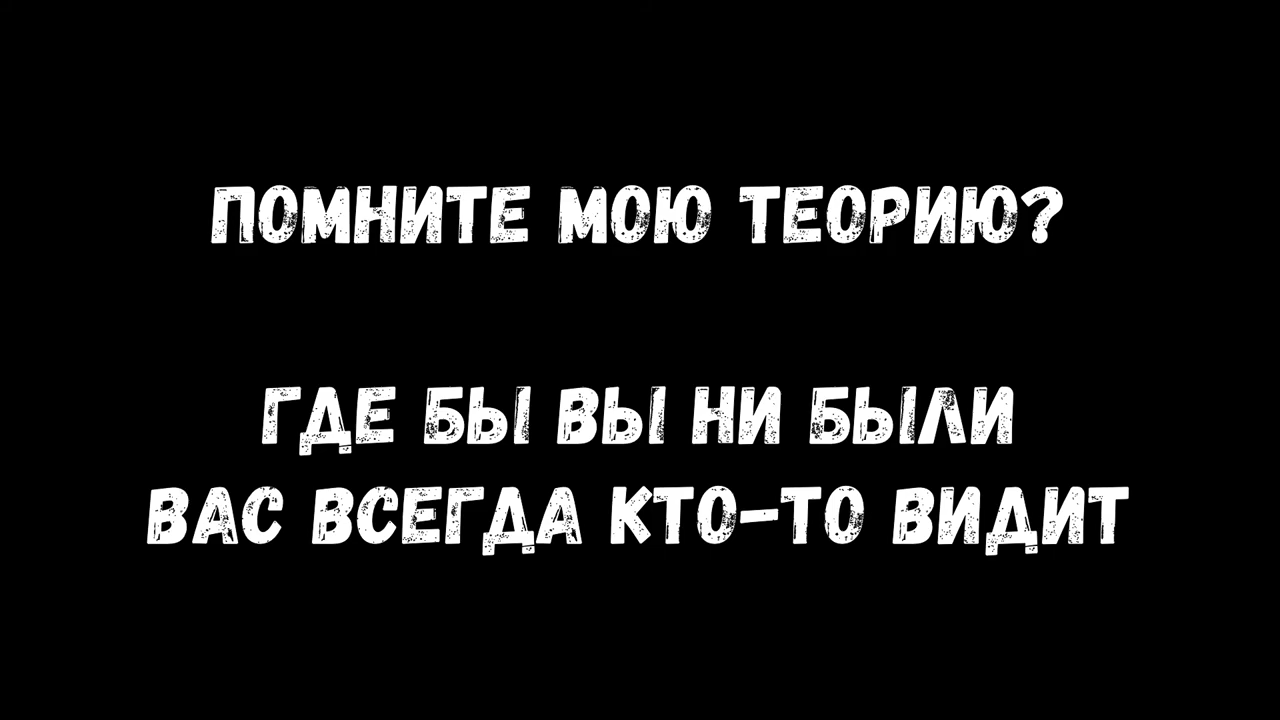 ПОМНИТЕ МОЮ ТЕОРИЮ?
ГДЕ БЫ ВЫ НИ БЫЛИ
ВАС ВСЕГДА КТО-ТО ВИДИТ